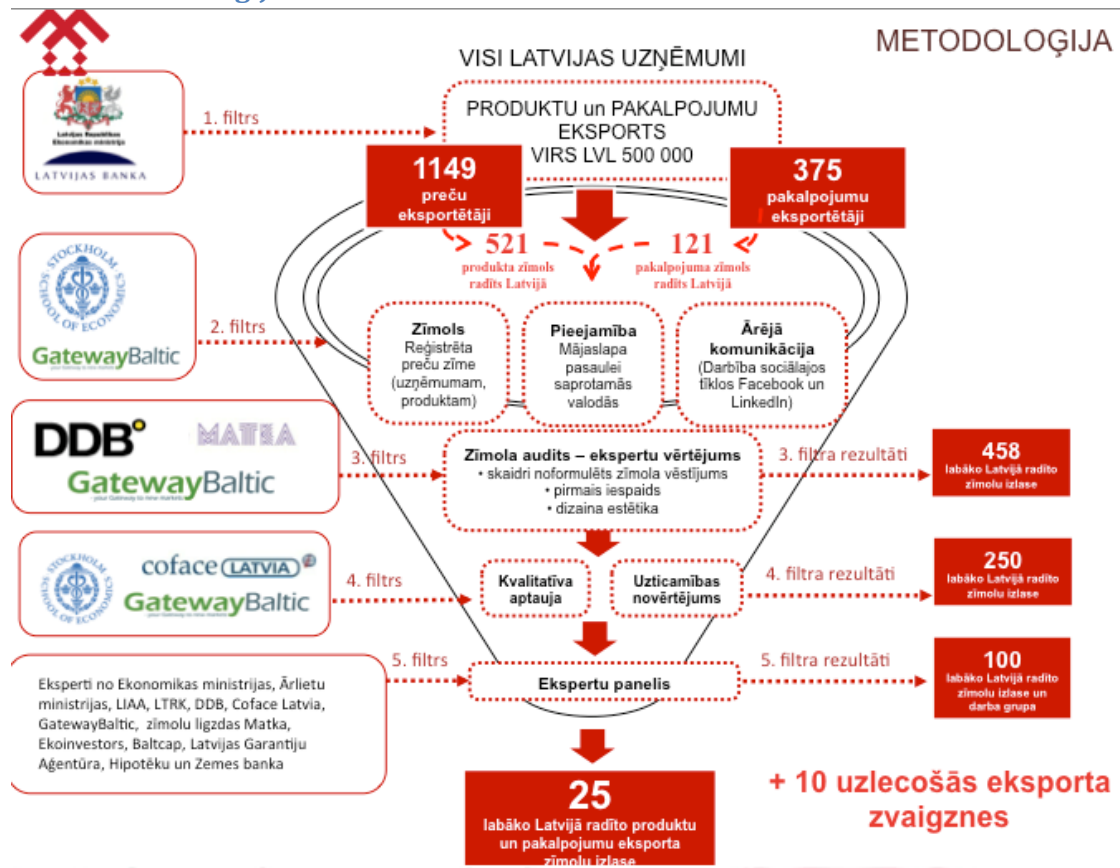 METODOLOĢIJA
VISI LATVIJAS UZŅĒMUMI
PRODUKTU un PAKALPOJUMU
EKSPORTS
VIRS LVL 500 000
1. filtrs
Latvijas Republikas
Ekonomikas ministrija
LATVIJAS BANKA
1149
preču
eksportētāji
375
pakalpojumu
eksportētāji
521
produkta zīmols
radīts Latvijā
121
pakalpojuma zīmols
radīts Latvijā
STOCKHOLM SCHOOL OF ECONOMICS
GatewayBaltic
2. filtrs
Zīmols
Reģistrēta
preču zīme
(uzņēmumam,
produktam)
Pieejamība
Mājaslapa
pasaulei
saprotamās
valodās
Ārējā
komunikācija
(Darbība sociālajos
tīklos Facebook un
LinkedIn)
DDB
GatewayBaltic
3. filtrs
Zīmola audits – ekspertu vērtējums
• skaidri noformulēts zīmola vēstījums
• pirmais iespaids
• dizaina estētika
3. filtra rezultāti
458
labāko Latvijā radīto
zīmolu izlase
STOCKHOLM SCHOOL OF ECONOMICS
coface LATVIA
GatewayBaltic
4. filtrs
Kvalitatīva
aptauja
Uzticamības
novērtējums
4. filtra rezultāti
250
labāko Latvijā radīto
zīmolu izlase
Eksperti no Ekonomikas ministrijas, Ārlietu
ministrijas, LIAA, LTRK, DDB, Coface Latvia,
GatewayBaltic, zīmolu ligzdas Matka,
Ekoinvestors, Baltcap, Latvijas Garantiju
Aģentūra, Hipotēku un Zemes banka
5. filtrs
Ekspertu panelis
5. filtra rezultāti
100
labāko Latvijā radīto
zīmolu izlase un
darba grupa
25
labāko Latvijā radīto produktu
un pakalpojumu eksporta
zīmolu izlase
+ 10 uzlecošās eksporta
zvaigznes